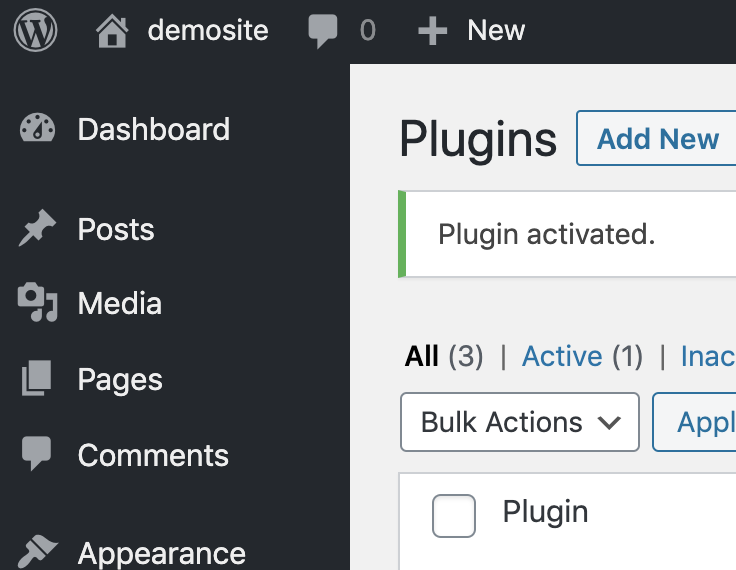 demosite 0 New
Dashboard
Posts
Media
Pages
Comments
Appearance
Plugins Add New
Plugin activated.
All (3) | Active (1) | Inac
Bulk Actions Appl
Plugin